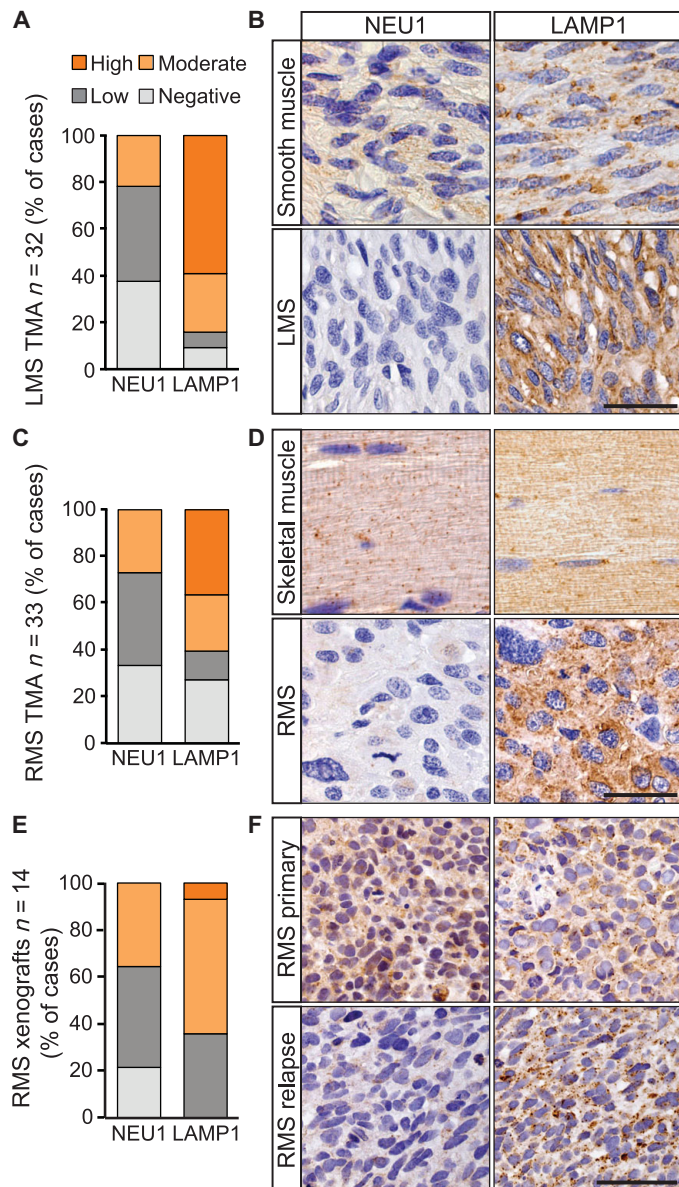 A
High Moderate
Low Negative
100
80
60
40
20
0
LMS TMA n = 32 (% of cases)
NEU1 LAMP1
B
NEU1 LAMP1
Smooth muscle
LMS
C
100
80
60
40
20
0
RMS TMA n = 33 (% of cases)
NEU1 LAMP1
D
Skeletal muscle
RMS
E
100
80
60
40
20
0
RMS xenografts n = 14
(% of cases)
NEU1 LAMP1
F
RMS primary
RMS relapse